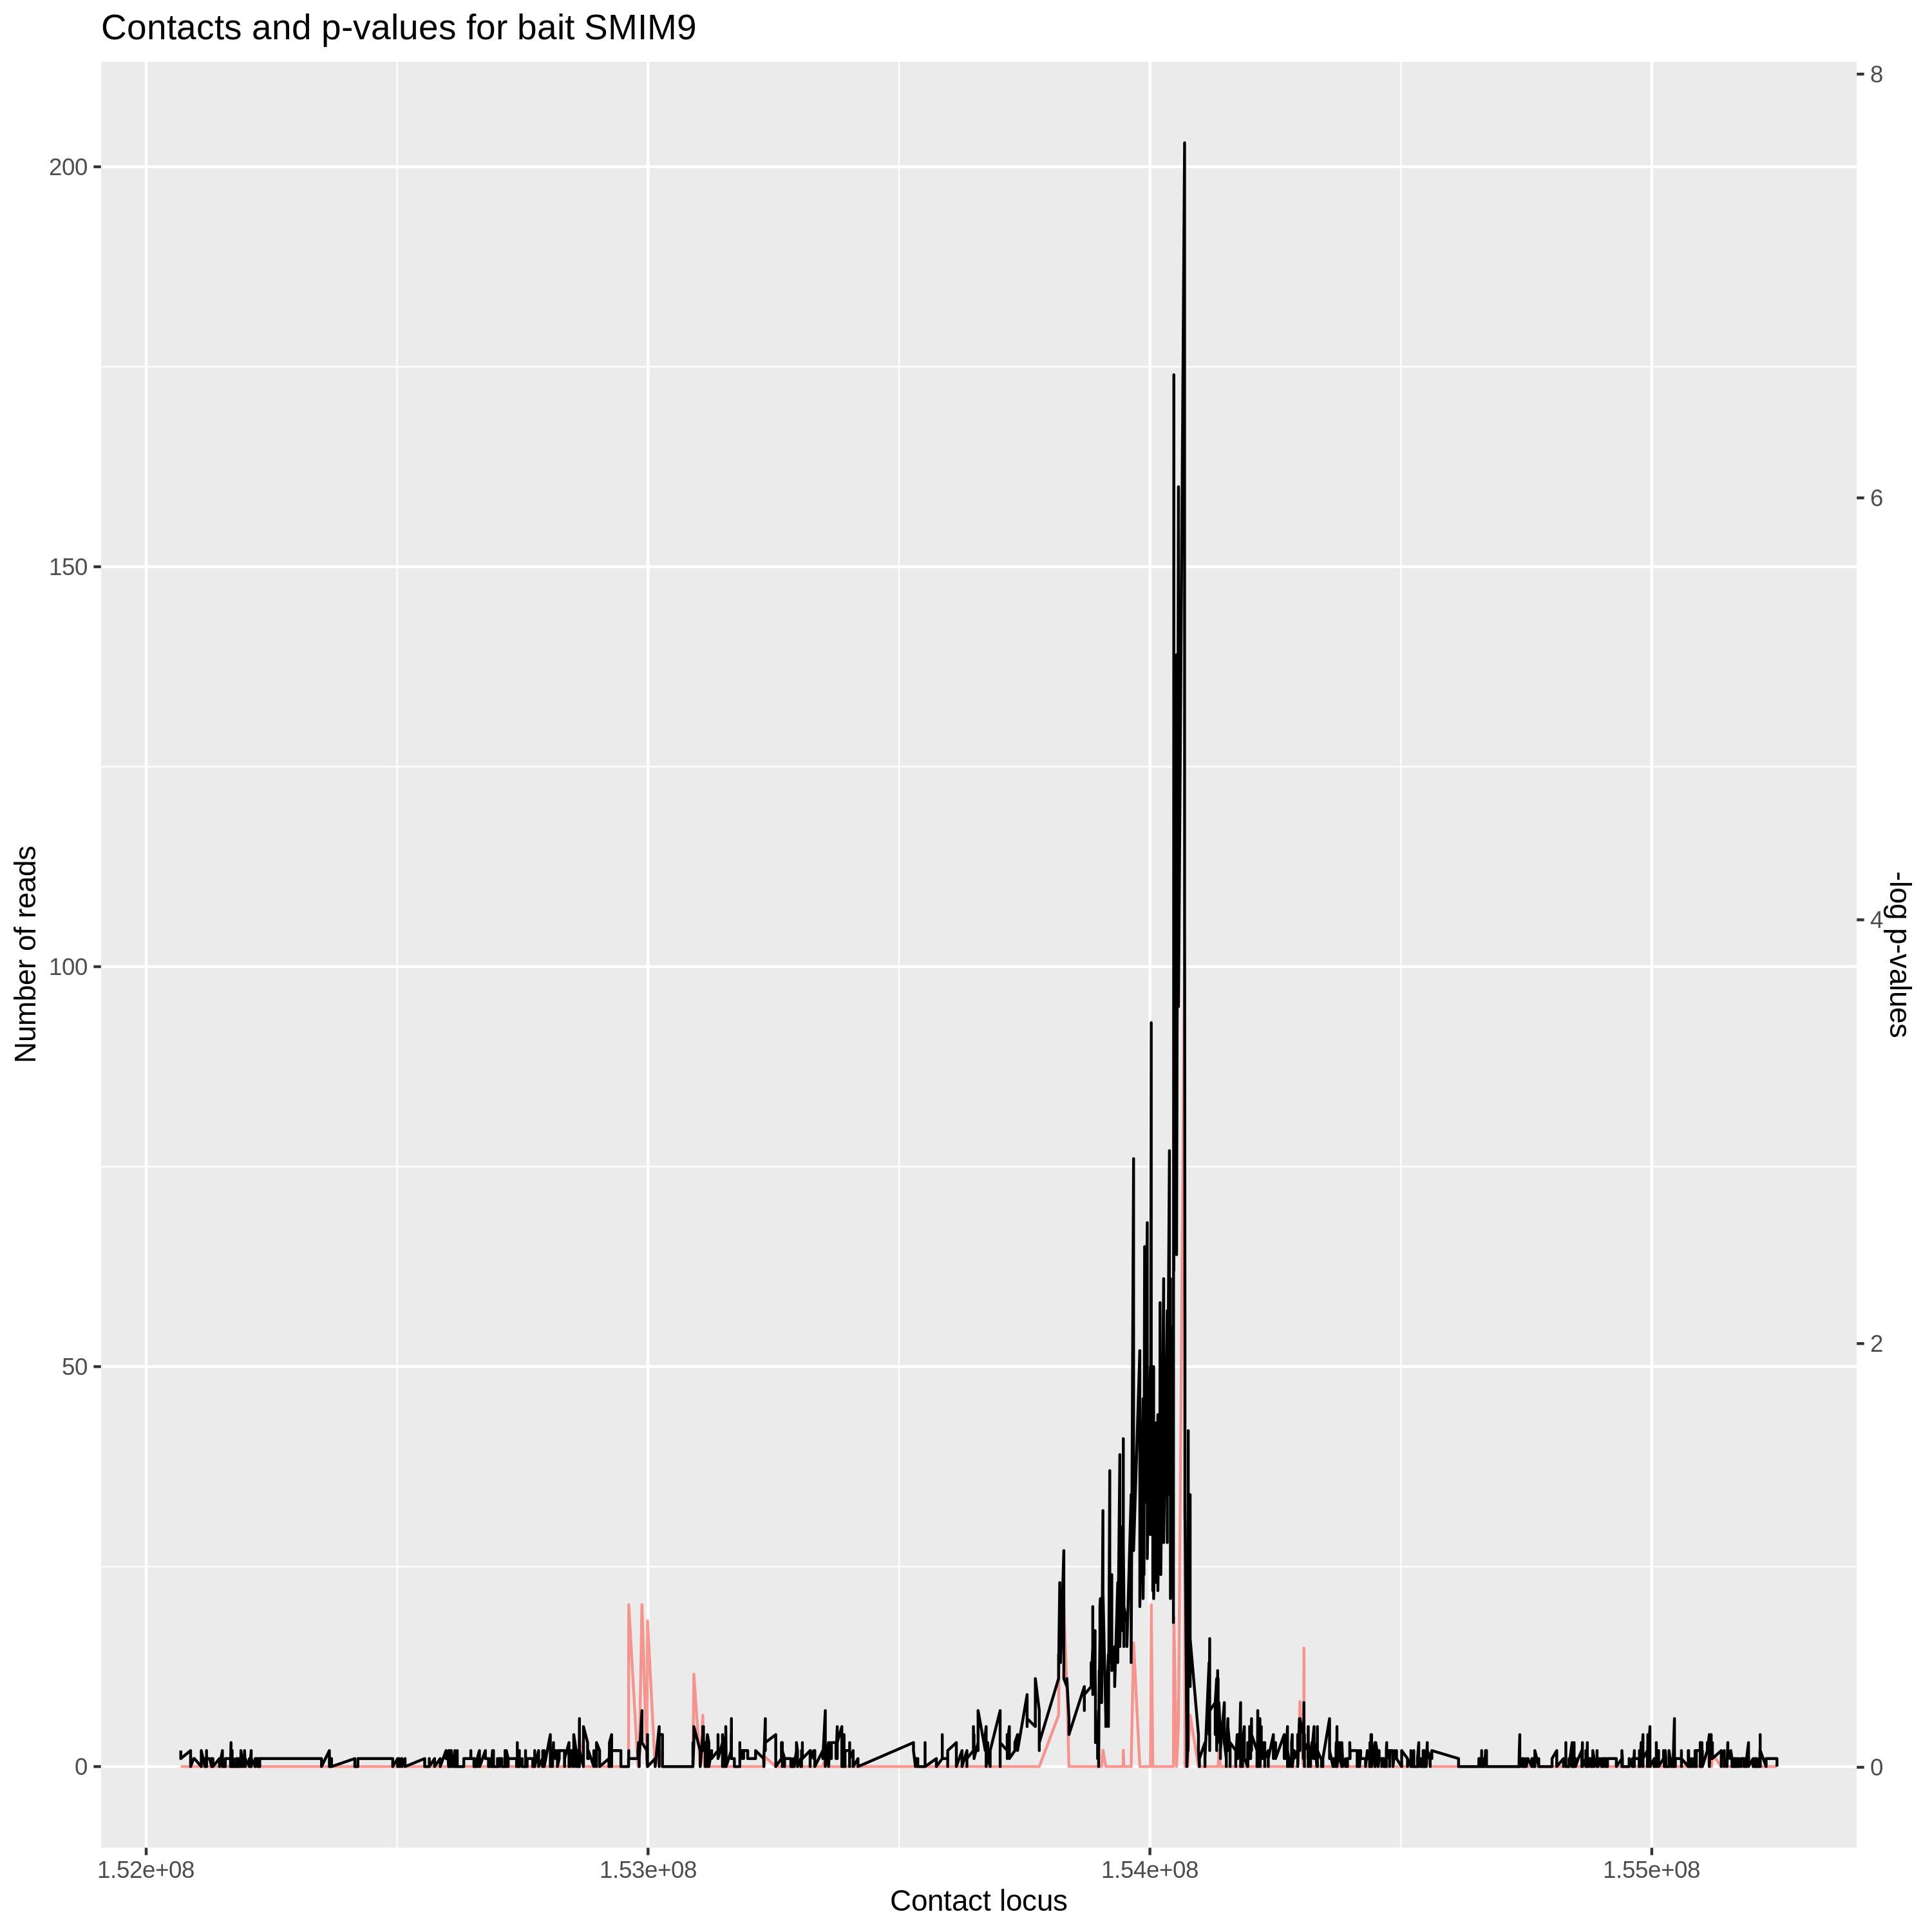 Contacts and p-values for bait SMIM9
8
200
6
150
Number of reads
-log p-values
4
100
2
50
0
0
1.52e+08
1.53e+08
1.54e+08
1.55e+08
Contact locus